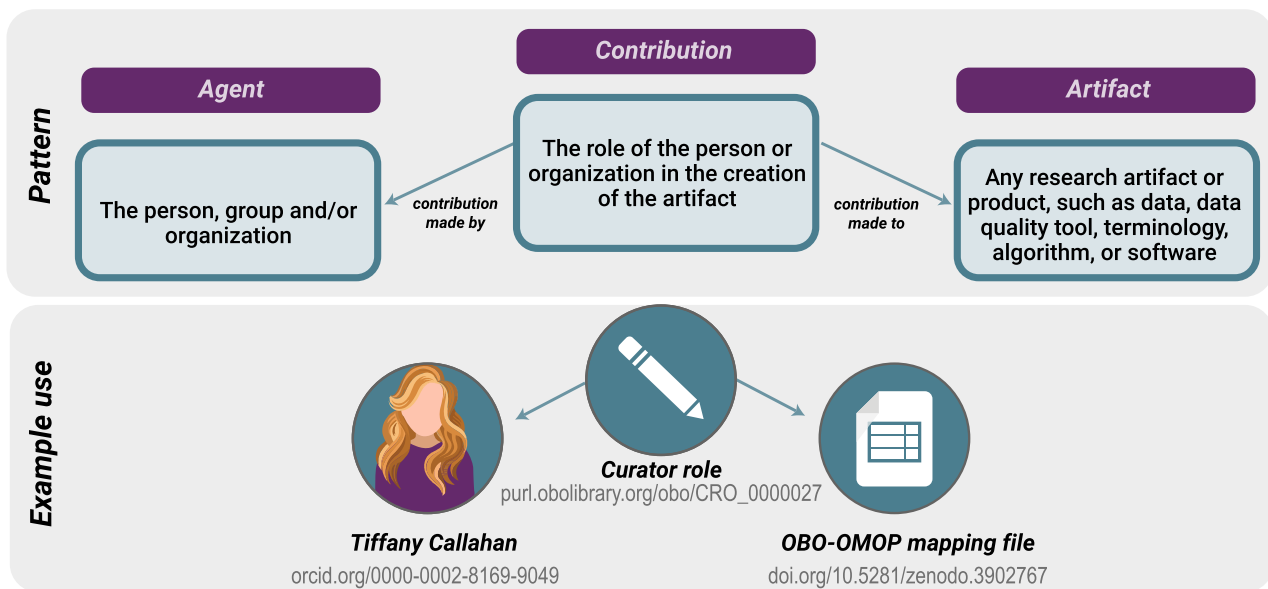 Pattern
Agent
Contribution
Artifact
The person, group and/or
organization
contribution
made by
The role of the person or
organization in the creation
of the artifact
contribution
made to
Any research artifact or
product, such as data, data
quality tool, terminology,
algorithm, or software
Example use
Curator role
purl.obolibrary.org/obo/CRO_0000027
Tiffany Callahan
orcid.org/0000-0002-8169-9049
OBO-OMOP mapping file
doi.org/10.5281/zenodo.3902767